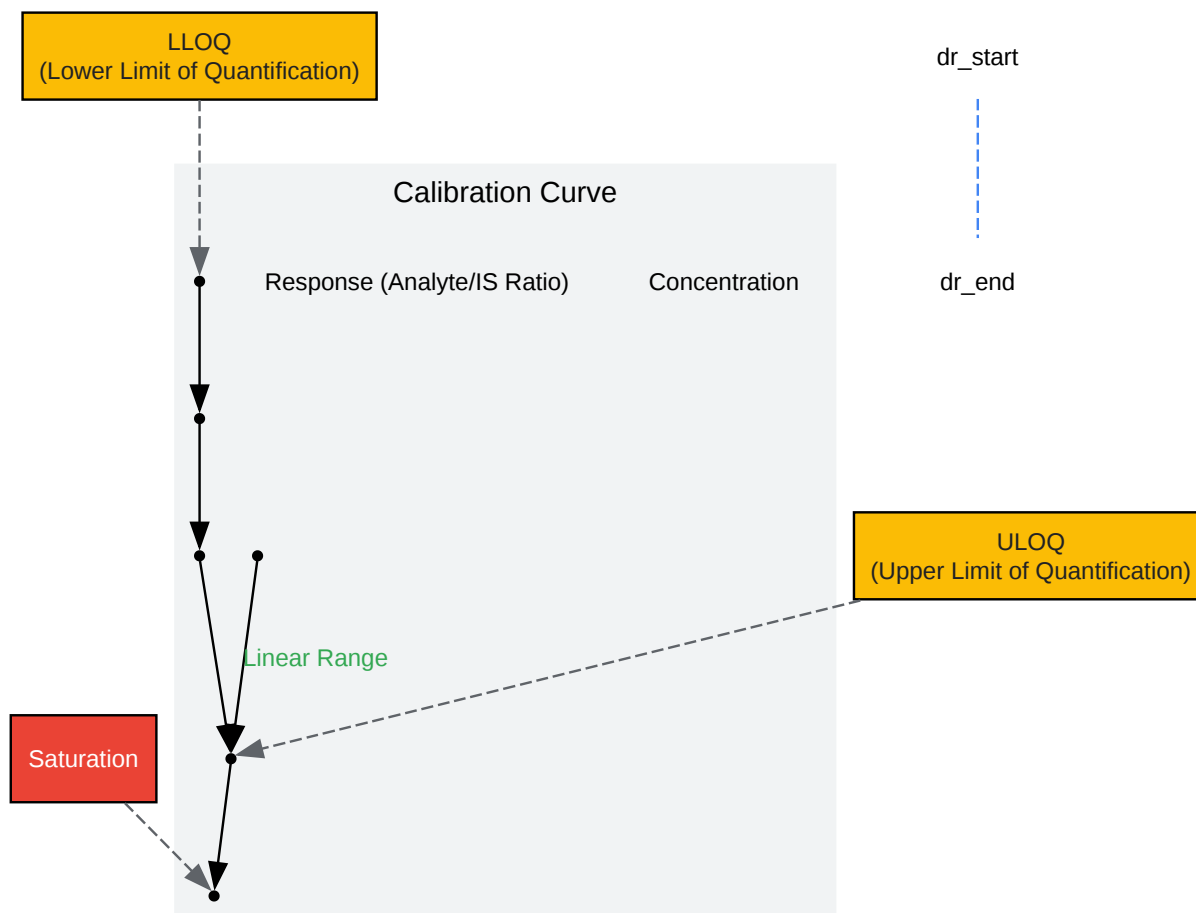 LLOQ
(Lower Limit of Quantification)
dr_start
Calibration Curve
Response (Analyte/IS Ratio)
Concentration
dr_end
ULOQ
(Upper Limit of Quantification)
Linear Range
Saturation